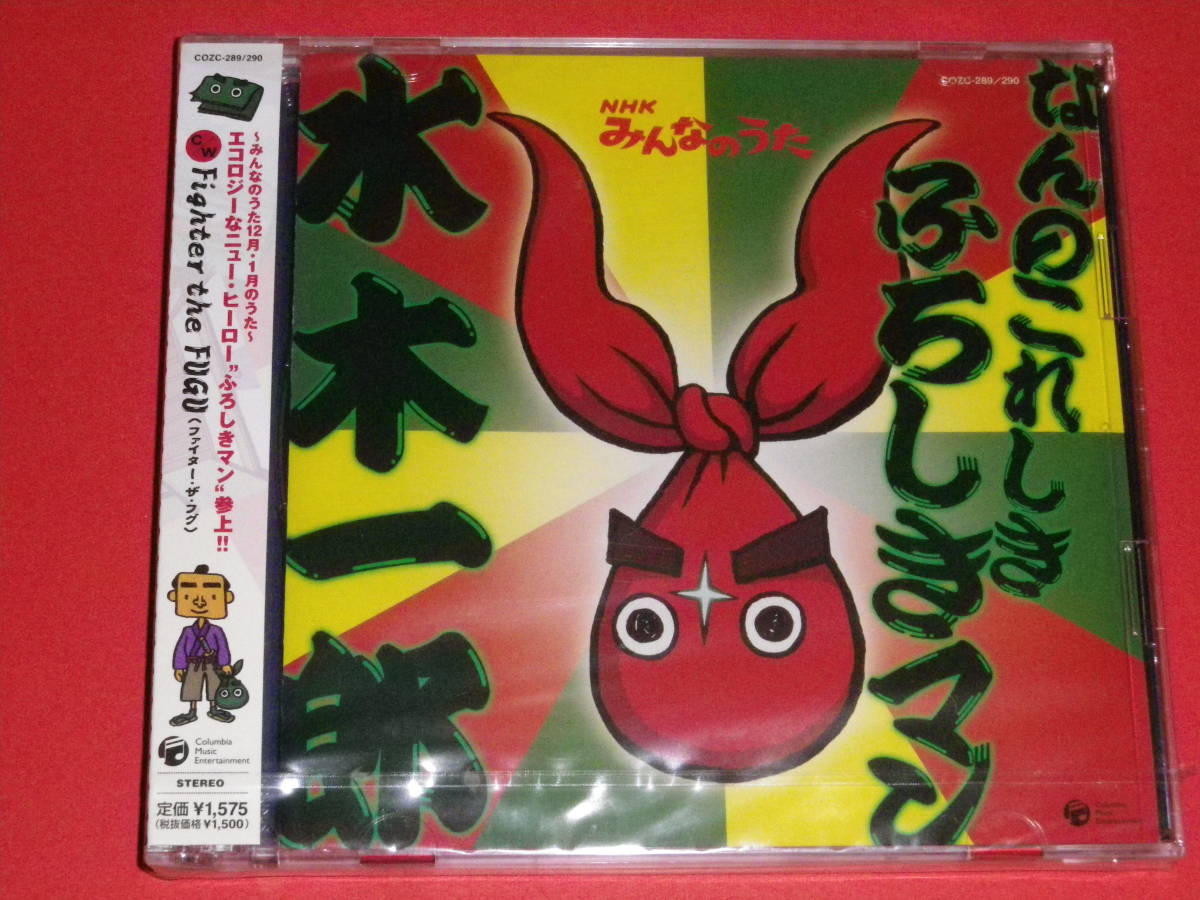 COZC-289/290
～みんなのうた12月・1月のうた～
エコロジーなニュー・ヒーロー"ふろしきマン"参上!!
CW
Fighter the FUGU（ファイター・ザ・フグ）
Columbia
Music
Entertainment
STEREO
定価 ¥1,575
(税抜価格 ¥1,500)
COZC-289/290
NHK
みんなのうた
なんのこれしき
ふろしきマン
水木一郎
Columbia
Music
Entertainment